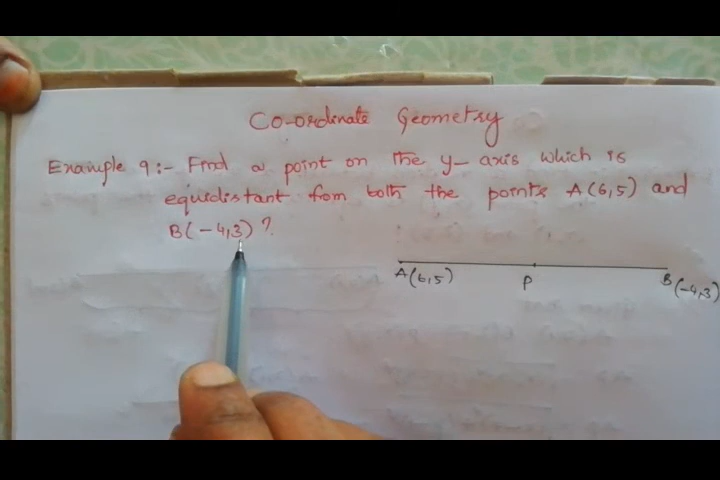 Co-ordinate Geometry
Example 9:- Find a point on the y-axis which is
equidistant from both the points A(6,5) and
B(-4,3)?
A(6,5) P B(-4,3)